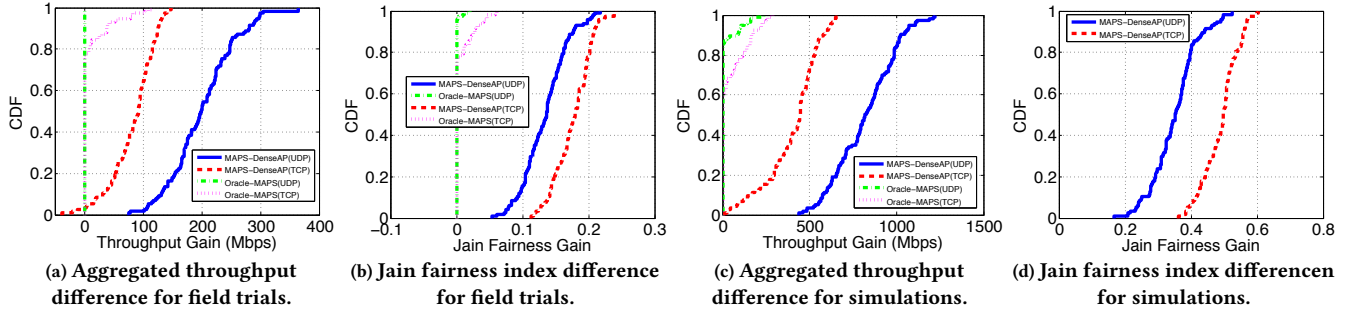 CDF
1
0.8
0.6
0.4
0.2
0
0 100 200 300 400
Throughput Gain (Mbps)
MAPS-DenseAP(UDP)
MAPS-DenseAP(TCP)
Oracle-MAPS(UDP)
Oracle-MAPS(TCP)
(a) Aggregated throughput
difference for field trials.
CDF
1
0.8
0.6
0.4
0.2
0
-0.1 0 0.1 0.2 0.3
Jain Fairness Gain
MAPS-DenseAP(UDP)
Oracle-MAPS(UDP)
MAPS-DenseAP(TCP)
Oracle-MAPS(TCP)
(b) Jain fairness index difference
for field trials.
CDF
1
0.8
0.6
0.4
0.2
0
0 500 1000 1500
Throughput Gain (Mbps)
MAPS-DenseAP(UDP)
MAPS-DenseAP(TCP)
Oracle-MAPS(UDP)
Oracle-MAPS(TCP)
(c) Aggregated throughput
difference for simulations.
CDF
1
0.8
0.6
0.4
0.2
0
0 0.2 0.4 0.6 0.8
Jain Fairness Gain
MAPS-DenseAP(UDP)
MAPS-DenseAP(TCP)
(d) Jain fairness index differencen
for simulations.